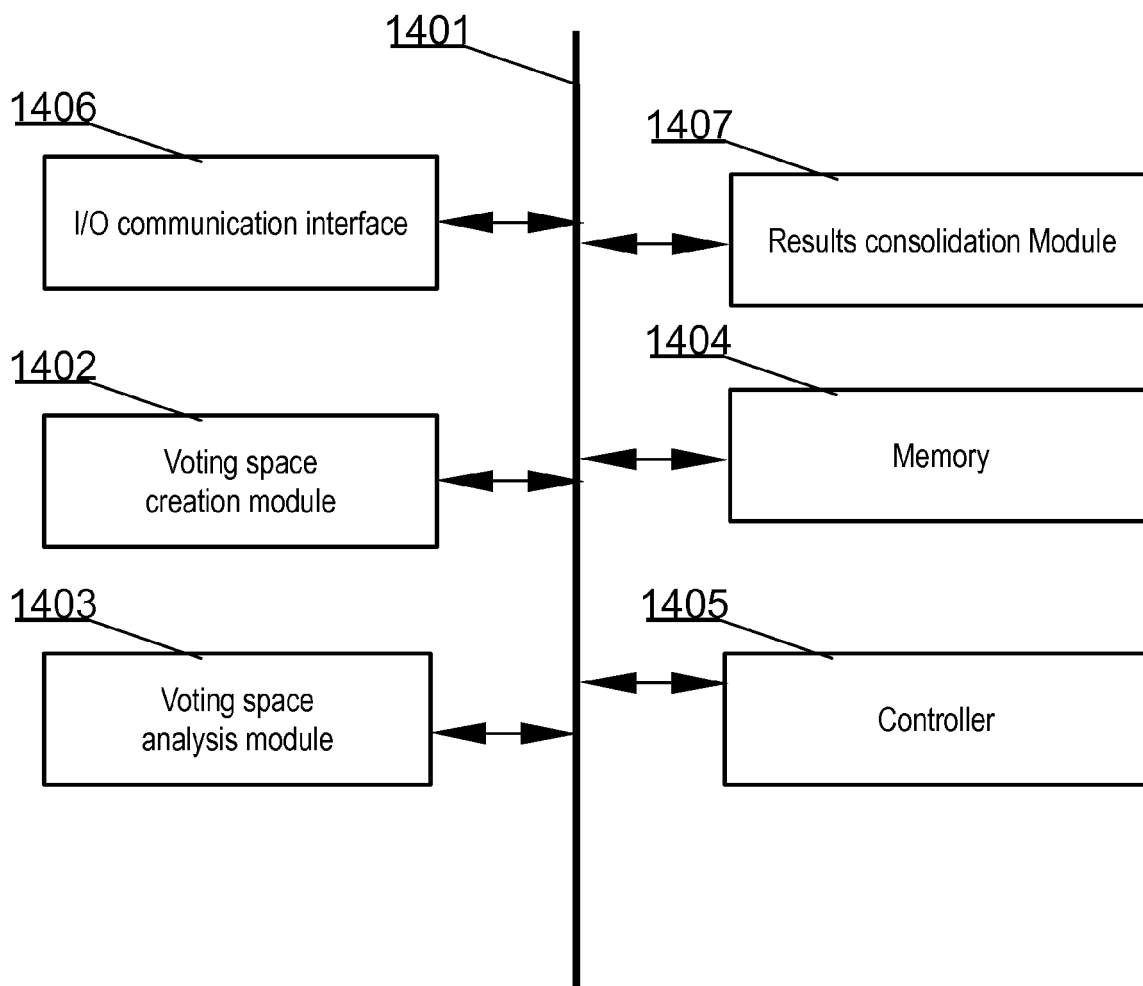 1401
1406
I/O communication interface
1407
Results consolidation Module
1402
Voting space
creation module
1404
Memory
1403
Voting space
analysis module
1405
Controller